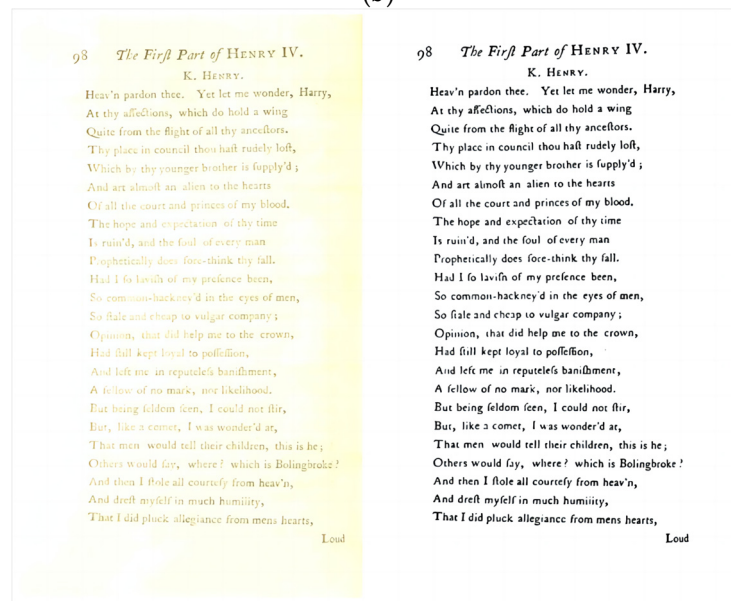 98 The Firſt Part of HENRY IV.
K. HENRY.
Heav'n pardon thee. Yet let me wonder, Harry,
At thy affections, which do hold a wing
Quite from the flight of all thy anceſtors.
Thy place in council thou haſt rudely loſt,
Which by thy younger brother is ſupply'd ;
And art almoſt an alien to the hearts
Of all the court and princes of my blood.
The hope and expectation of thy time
Is ruin'd, and the ſoul of every man
Prophetically does fore-think thy fall.
Had I ſo laviſh of my preſence been,
So common-hackney'd in the eyes of men,
So ſtale and cheap to vulgar company ;
Opinion, that did help me to the crown,
Had ſtill kept loyal to poſſeſſion,
And left me in reputeleſs baniſhment,
A fellow of no mark, nor likelihood.
But being ſeldom ſeen, I could not ſtir,
But, like a comet, I was wonder'd at,
That men would tell their children, this is he ;
Others would ſay, where? which is Bolingbroke?
And then I ſtole all courteſy from heav'n,
And dreſt myſelf in much humility,
That I did pluck allegiance from mens hearts,
Loud
98 The Firſt Part of HENRY IV.
K. HENRY.
Heav'n pardon thee. Yet let me wonder, Harry,
At thy affections, which do hold a wing
Quite from the flight of all thy anceſtors.
Thy place in council thou haſt rudely loſt,
Which by thy younger brother is ſupply'd ;
And art almoſt an alien to the hearts
Of all the court and princes of my blood.
The hope and expectation of thy time
Is ruin'd, and the ſoul of every man
Prophetically does fore-think thy fall.
Had I ſo laviſh of my preſence been,
So common-hackney'd in the eyes of men,
So ſtale and cheap to vulgar company ;
Opinion, that did help me to the crown,
Had ſtill kept loyal to poſſeſſion,
And left me in reputeleſs baniſhment,
A fellow of no mark, nor likelihood.
But being ſeldom ſeen, I could not ſtir,
But, like a comet, I was wonder'd at,
That men would tell their children, this is he ;
Others would ſay, where? which is Bolingbroke?
And then I ſtole all courteſy from heav'n,
And dreſt myſelf in much humility,
That I did pluck allegiance from mens hearts,
Loud